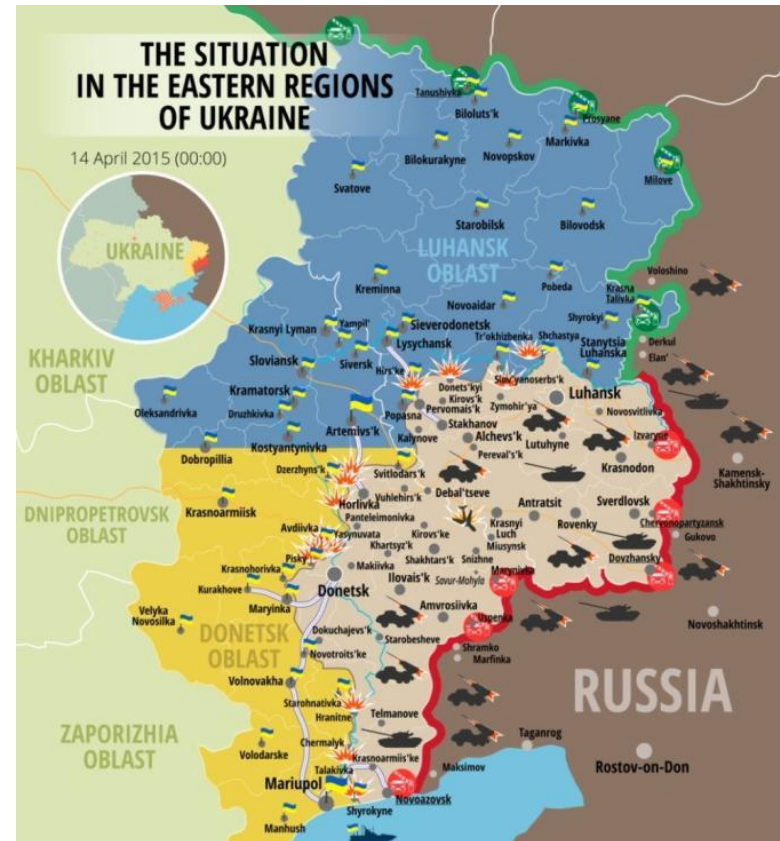 THE SITUATION
IN THE EASTERN REGIONS
OF UKRAINE
14 April 2015 (00:00)
UKRAINE
Tanushivka
Biloluts'k
Prosyane
Markivka
Bilokurakyne
Novopskov
Milove
Svatove
Starobilsk
Bilovodsk
LUHANSK
OBLAST
Voloshino
Kreminna
Pobeda
Krasna
Talivka
Novoaidar
Krasnyi Lyman
Yampil'
Sieverodonetsk
Shyrokyi
Lysychansk
Tr'okhizbenka
Shchastya
Stanytsia
Luhanska
Derkul
Elan'
KHARKIV
OBLAST
Sloviansk
Siversk
Hirs'ke
Donets'kyi
Slov'yanoserbs'k
Luhansk
Kramatorsk
Kirovs'k
Zymohir'ya
Oleksandrivka
Druzhkivka
Popasna
Pervomais'k
Novosvitlivka
Artemivs'k
Stakhanov
Kostyantynivka
Kalynove
Alchevs'k
Lutuhyne
Izvaryne
Dobropillia
Pereval's'k
Krasnodon
Dzerzhyns'k
Svitlodars'k
Kamensk-
Shakhtinsky
Debal'tseve
Horlivka
Vuhlehirs'k
Krasnoarmiisk
Antratsit
Sverdlovsk
DNIPROPETROVSK
OBLAST
Panteleimonivka
Krasnyi
Luch
Rovenky
Chervonopartyzansk
Avdiivka
Yasynuvata
Kirovs'ke
Gukovo
Khartsyz'k
Miusynsk
Pisky
Shakhtars'k
Snizhne
Dovzhansky
Krasnohorivka
Makiivka
Marynivka
Savur-Mohyla
Kurakhove
Ilovais'k
Donetsk
Maryinka
Amvrosiivka
Velyka
Novosilka
Uspenka
Novoshakhtinsk
DONETSK
OBLAST
Dokuchajevs'k
Starobesheve
Novotroits'ke
Shramko
Marfinka
Volnovakha
RUSSIA
Starohnativka
Hranitne
Telmanove
ZAPORIZHIA
OBLAST
Taganrog
Volodarske
Chermalyk
Krasnoarmiis'ke
Rostov-on-Don
Talakivka
Maksimov
Mariupol
Novoazovsk
Shyrokyne
Manhush